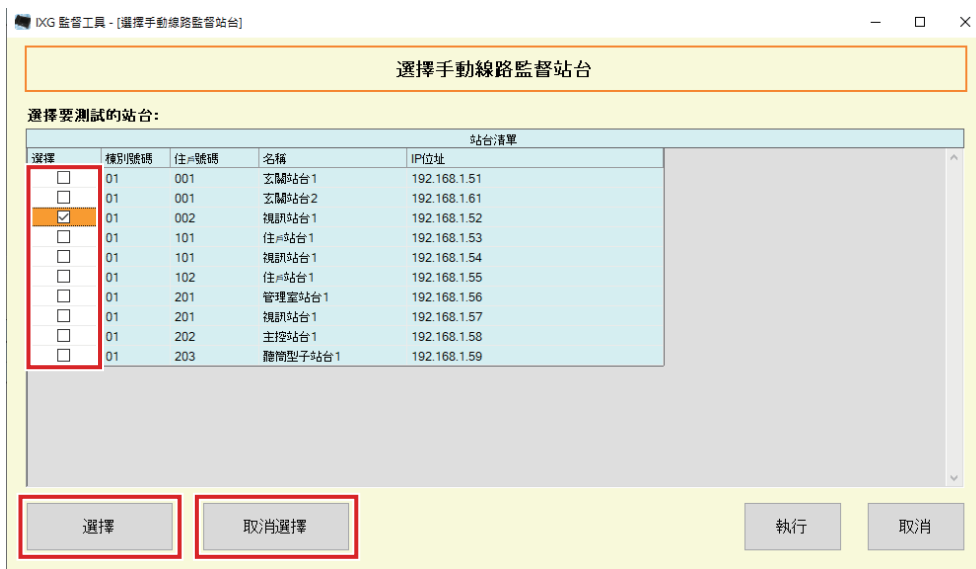 IXG 監督工具 - [選擇手動線路監督站台]
選擇手動線路監督站台
選擇要測試的站台:
站台清單
選擇 棟別號碼 住戶號碼 名稱 IP位址
01 001 玄關站台1 192.168.1.51
01 001 玄關站台2 192.168.1.61
01 002 視訊站台1 192.168.1.52
01 101 住戶站台1 192.168.1.53
01 101 視訊站台1 192.168.1.54
01 102 住戶站台1 192.168.1.55
01 201 管理室站台1 192.168.1.56
01 201 視訊站台1 192.168.1.57
01 202 主控站台1 192.168.1.58
01 203 聽筒型子站台1 192.168.1.59
選擇 取消選擇 執行 取消